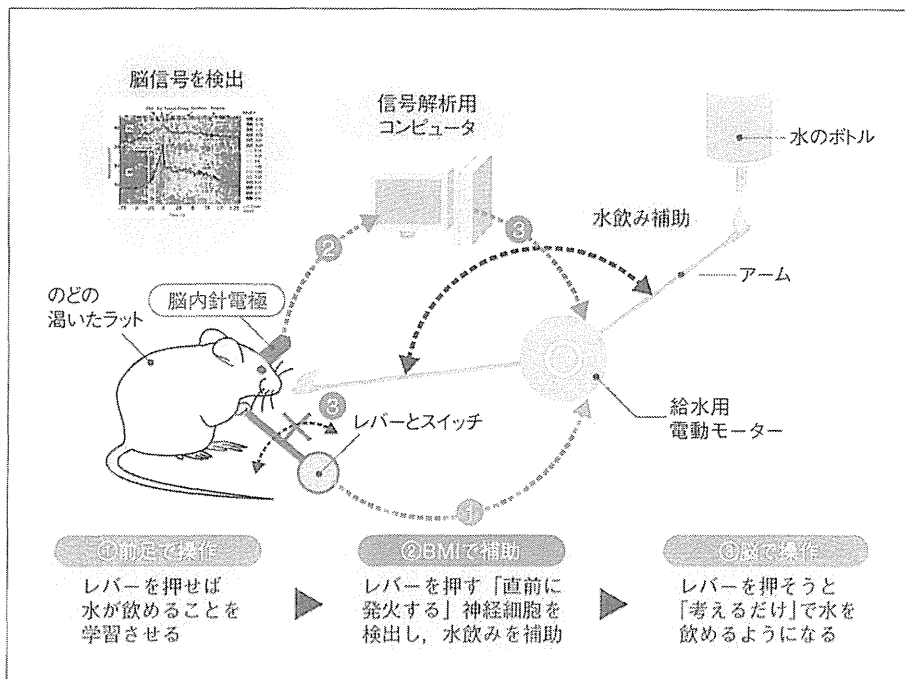 脳信号を検出
信号解析用
コンピュータ
水のボトル
水飲み補助
アーム
のどの
渇いたラット
脳内針電極
②
③
③
レバーとスイッチ
給水用
電動モーター
①
①前足で操作
レバーを押せば
水が飲めることを
学習させる
②BMIで補助
レバーを押す「直前に
発火する」神経細胞を
検出し，水飲みを補助
③脳で操作
レバーを押そうと
「考えるだけ」で水を
飲めるようになる